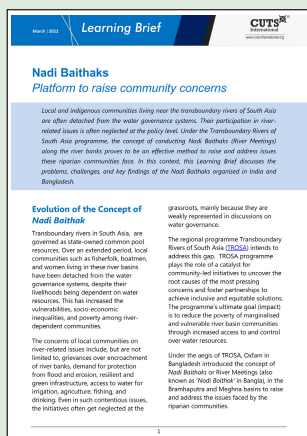 March | 2022
Learning Brief
CUTS®
International
www.cuts-international.org
Nadi Baithaks
Platform to raise community concerns
Local and indigenous communities living near the transboundary rivers of South Asia
are often detached from the water governance systems. Their participation in river-
related issues is often neglected at the policy level. Under the Transboundary Rivers of
South Asia programme, the concept of conducting Nadi Baithaks (River Meetings)
along the river banks proves to be an effective method to raise and address issues
these riparian communities face. In this context, this Learning Brief discusses the
problems, challenges, and key findings of the Nadi Baithaks organised in India and
Bangladesh.
Evolution of the Concept of
Nadi Baithak
Transboundary rivers in South Asia, are
governed as state-owned common pool
resources. Over an extended period, local
communities such as fisherfolk, boatmen,
and women living in these river basins
have been detached from the water
governance systems, despite their
livelihoods being dependent on water
resources. This has increased the
vulnerabilities, socio-economic
inequalities, and poverty among river-
dependent communities.
The concerns of local communities on
river-related issues include, but are not
limited to, grievances over encroachment
of river banks, demand for protection
from flood and erosion, resilient and
green infrastructure, access to water for
irrigation, agriculture, fishing, and
drinking. Even in such contentious issues,
the initiatives often get neglected at the
grassroots, mainly because they are
weakly represented in discussions on
water governance.
The regional programme Transboundary
Rivers of South Asia (TROSA) intends to
address this gap. TROSA programme
plays the role of a catalyst for
community-led initiatives to uncover the
root causes of the most pressing
concerns and foster partnerships to
achieve inclusive and equitable solutions.
The programme's ultimate goal (impact)
is to reduce the poverty of marginalised
and vulnerable river basin communities
through increased access to and control
over water resources.
Under the aegis of TROSA, Oxfam in
Bangladesh introduced the concept of
Nodi Baithaks or River Meetings (also
known as 'Nodi Boithok' in Bangla), in the
Bramhaputra and Meghna basins to raise
and address the issues faced by the
riparian communities.
1